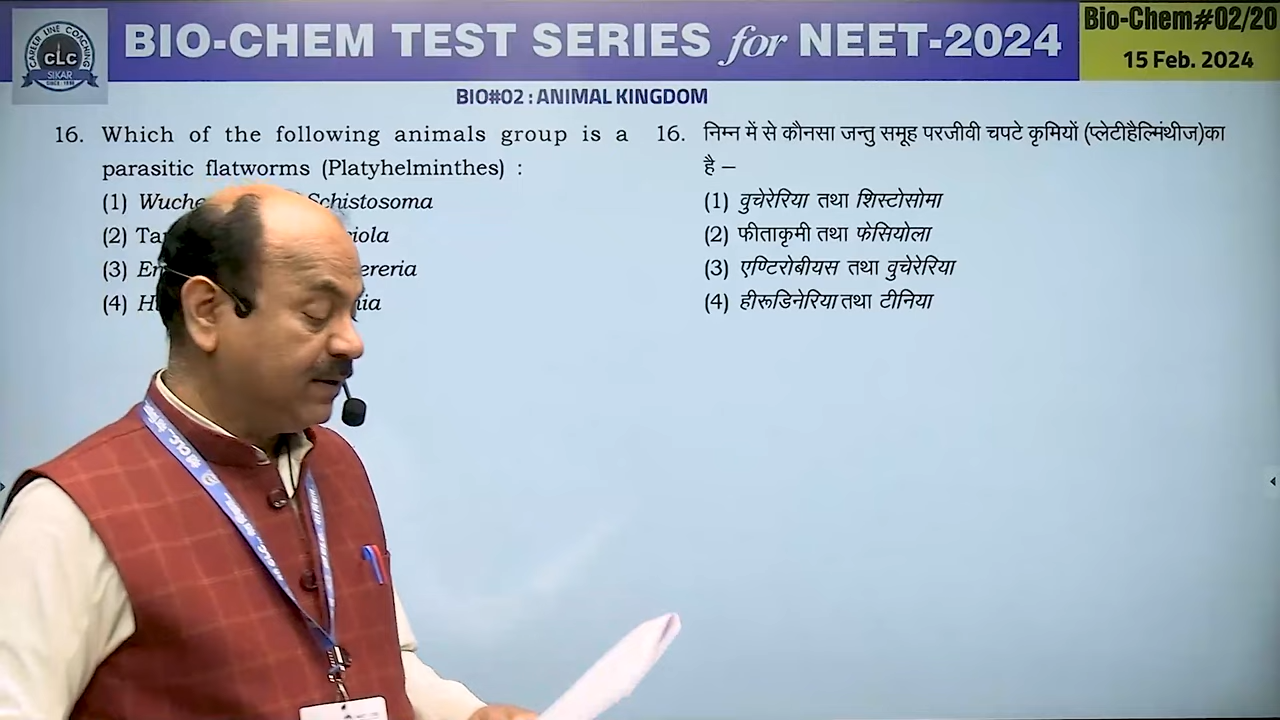 CAREER LINE COACHING
CLC
SIKAR
BIO-CHEM TEST SERIES for NEET-2024
Bio-Chem#02/20
15 Feb. 2024
BIO#02 : ANIMAL KINGDOM
16. Which of the following animals group is a
parasitic flatworms (Platyhelminthes) :
(1) Wuche Schistosoma
(2) Ta iola
(3) En ereria
(4) H nia
16. निम्न में से कौनसा जन्तु समूह परजीवी चपटे कृमियों (प्लेटीहैल्मिंथीज)का
है –
(1) वुचेरेरिया तथा शिस्टोसोमा
(2) फीताकृमी तथा फेसियोला
(3) एण्टिरोबीयस तथा वुचेरेरिया
(4) हीरूडिनेरिया तथा टीनिया